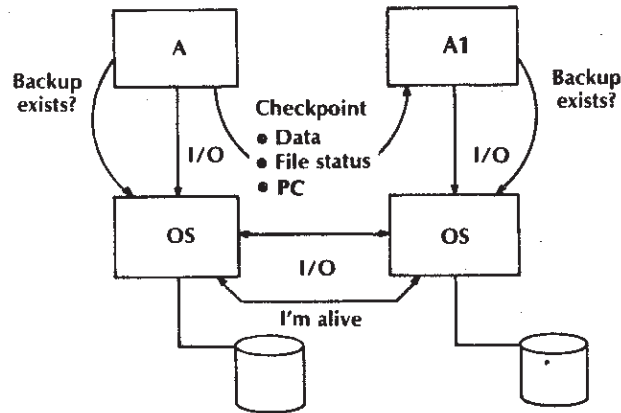 A
A1
Backup
exists?
Backup
exists?
Checkpoint
• Data
• File status
• PC
I/O
I/O
OS
OS
I/O
I'm alive